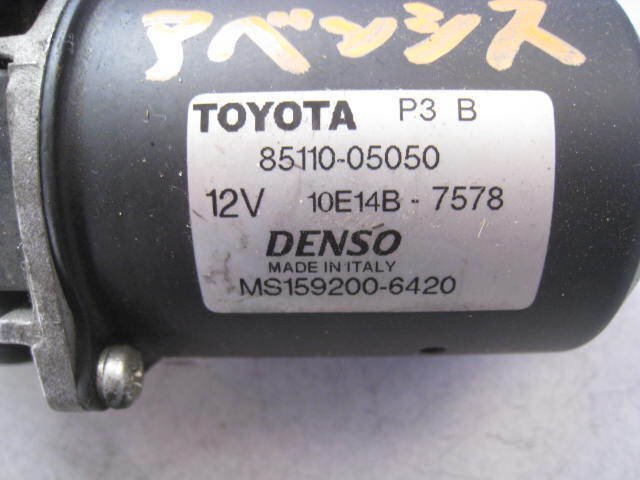 アベンシス
TOYOTA P3 B
85110-05050
12V 10E14B - 7578
DENSO
MADE IN ITALY
MS159200-6420